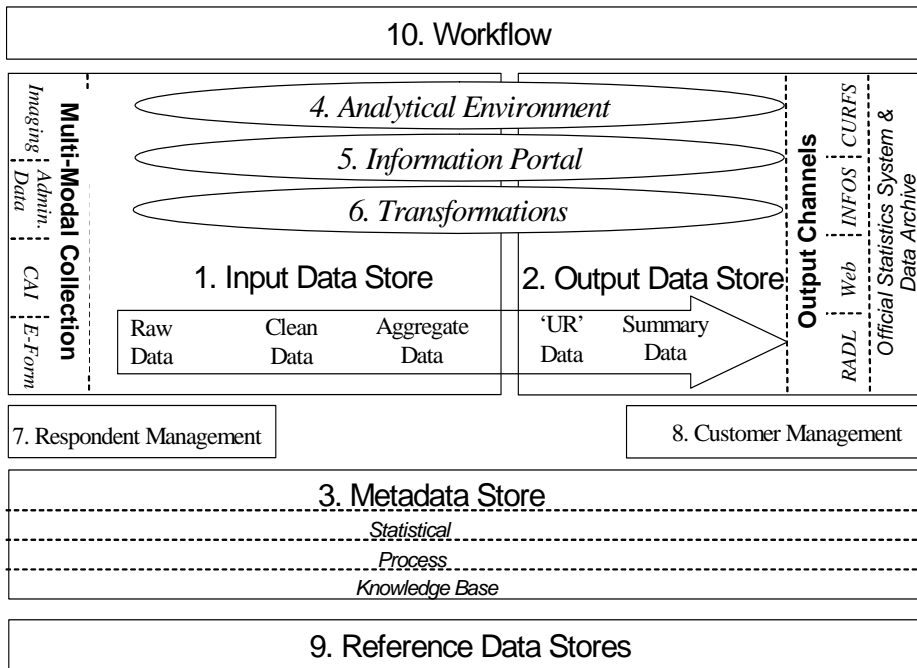 10. Workflow
Imaging
Admin.
Data
CAI
E-Form
Multi-Modal Collection
4. Analytical Environment
5. Information Portal
6. Transformations
1. Input Data Store
2. Output Data Store
Raw
Data
Clean
Data
Aggregate
Data
‘UR’
Data
Summary
Data
Output Channels
CURFS
INFOS
Web
RADL
Official Statistics System &
Data Archive
7. Respondent Management
8. Customer Management
3. Metadata Store
Statistical
Process
Knowledge Base
9. Reference Data Stores